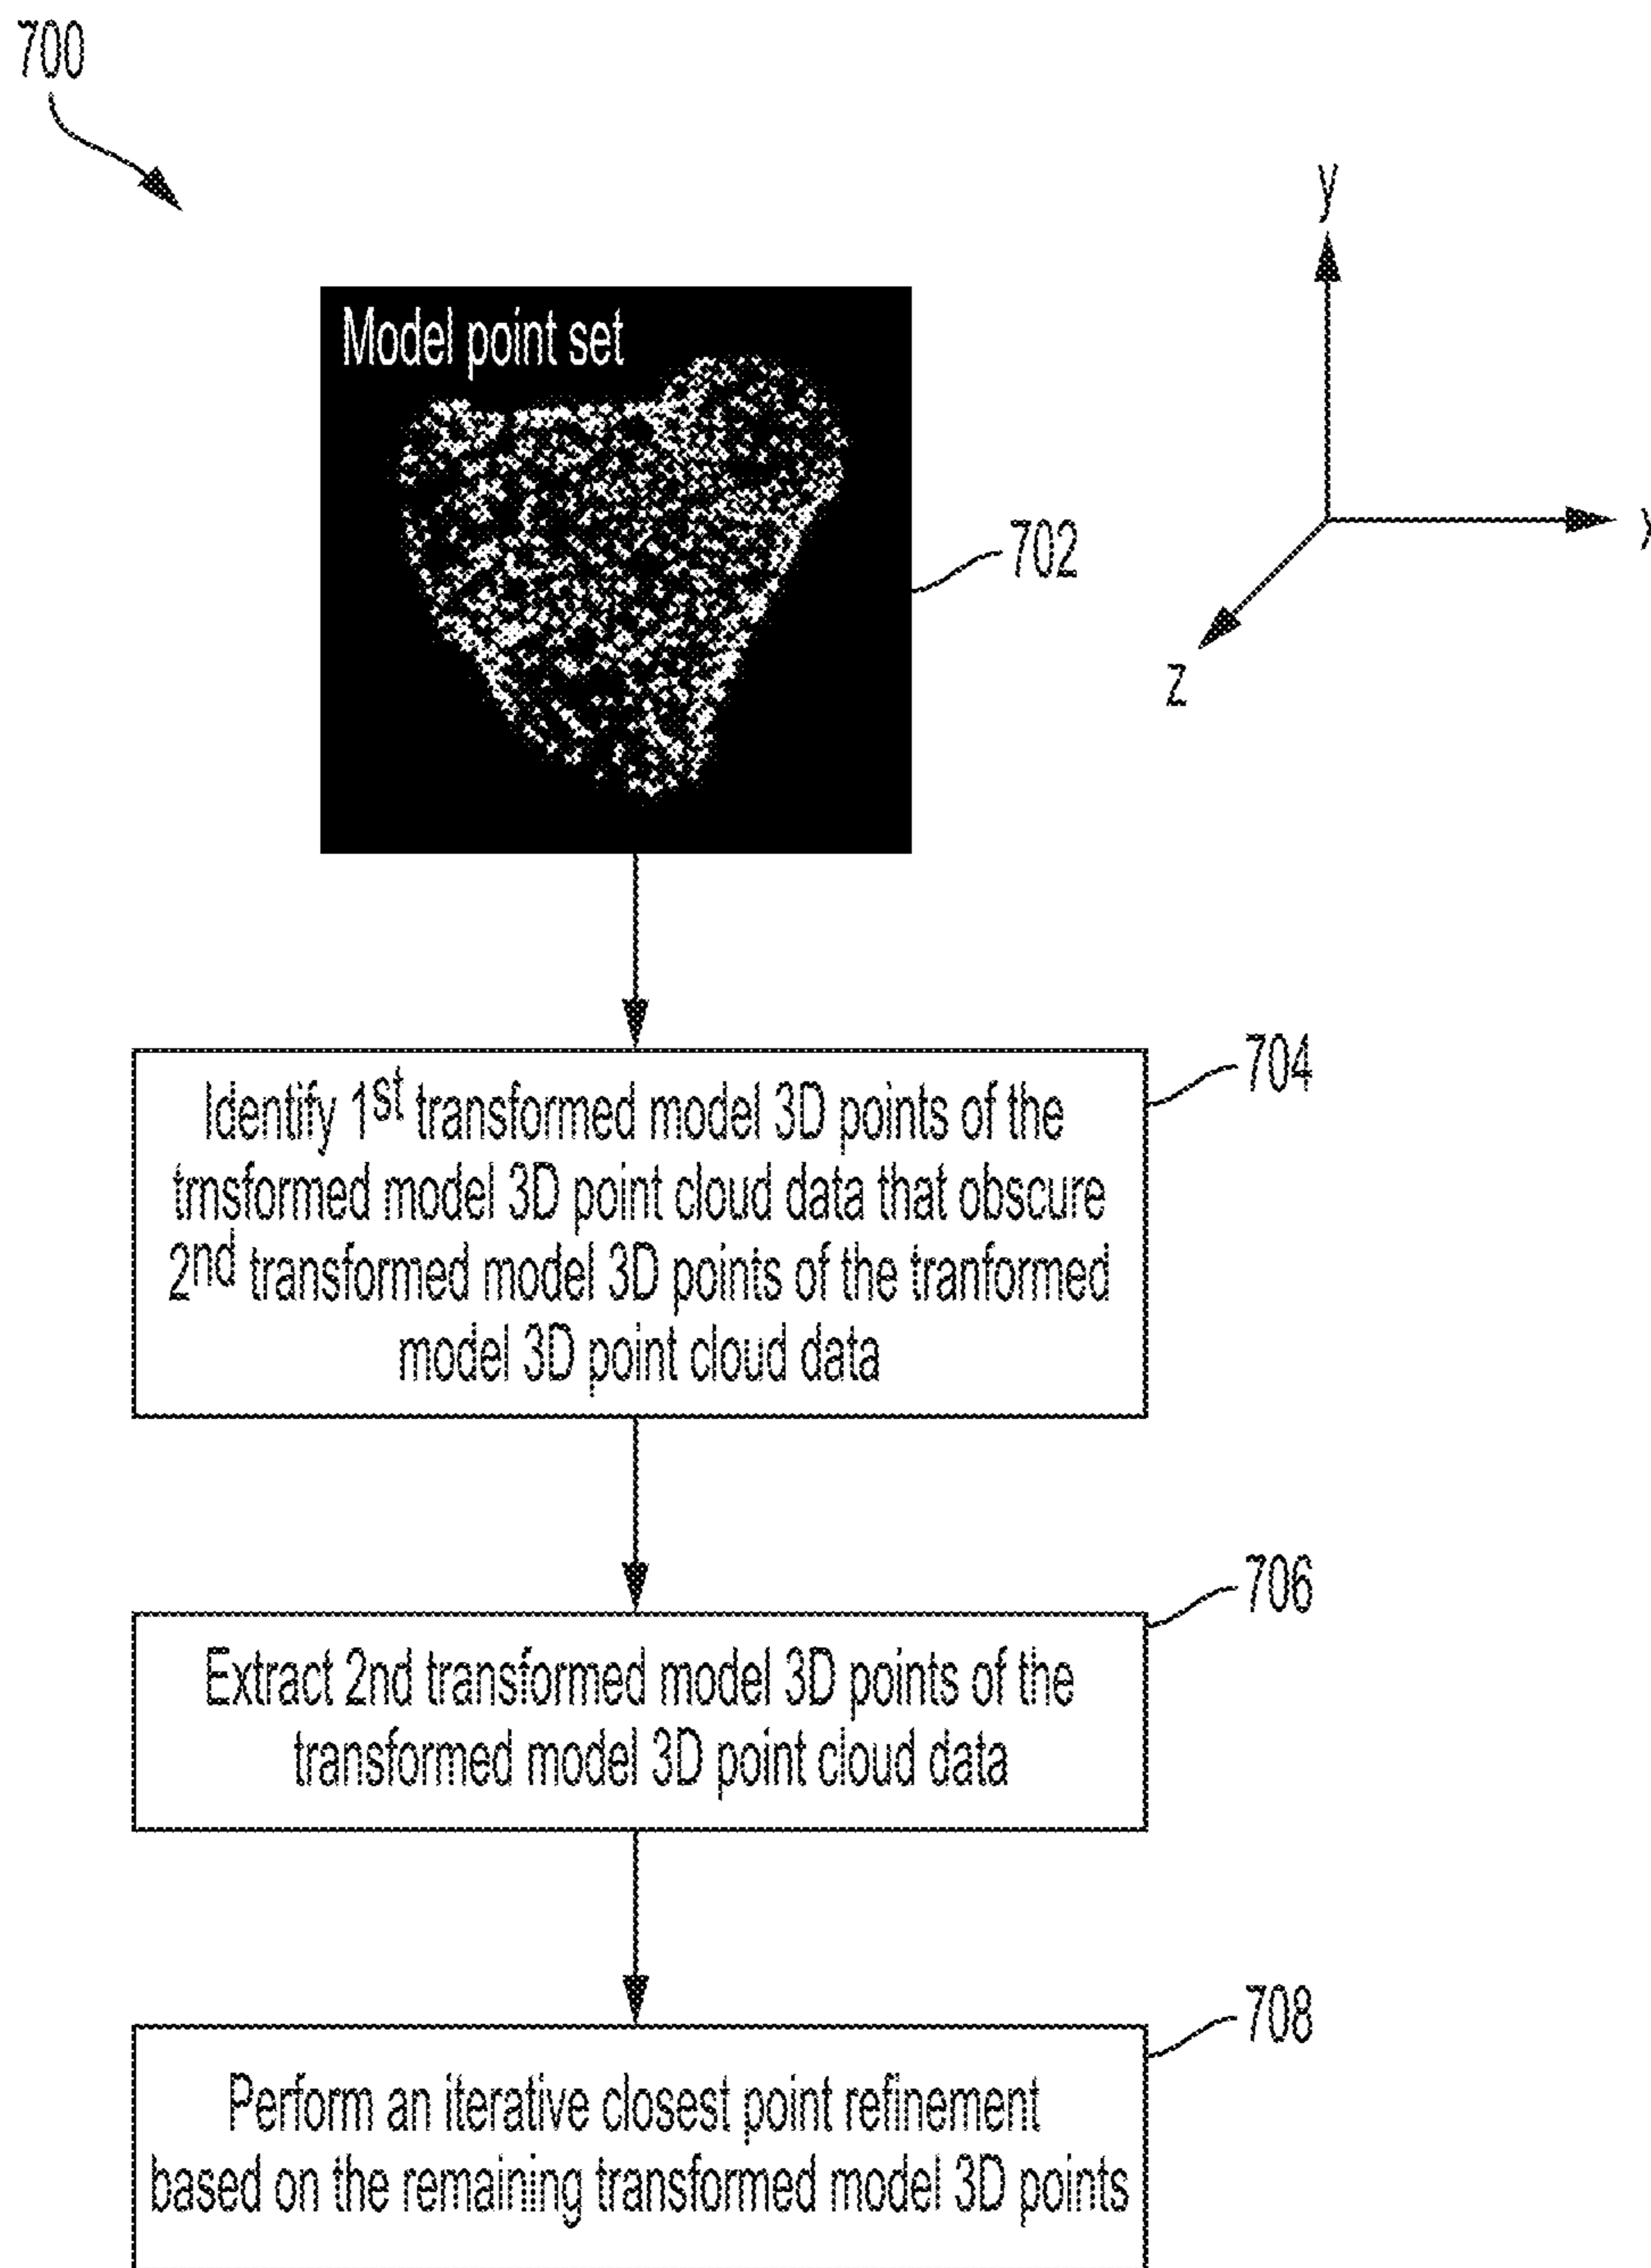 700
y
x
z
Model point set
702
704
Identify 1st transformed model 3D points of the
trnsformed model 3D point cloud data that obscure
2nd transformed model 3D points of the tranformed
model 3D point cloud data
706
Extract 2nd transformed model 3D points of the
transformed model 3D point cloud data
708
Perform an iterative closest point refinement
based on the remaining transformed model 3D points